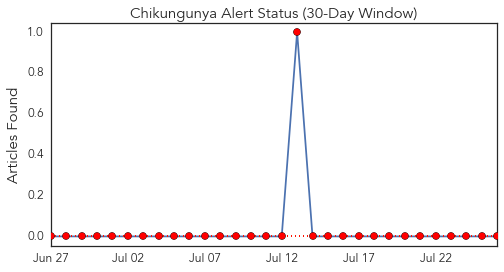 Chikungunya Alert Status (30-Day Window)
Articles Found
1.0
0.8
0.6
0.4
0.2
0.0
Jun 27
Jul 02
Jul 07
Jul 12
Jul 17
Jul 22